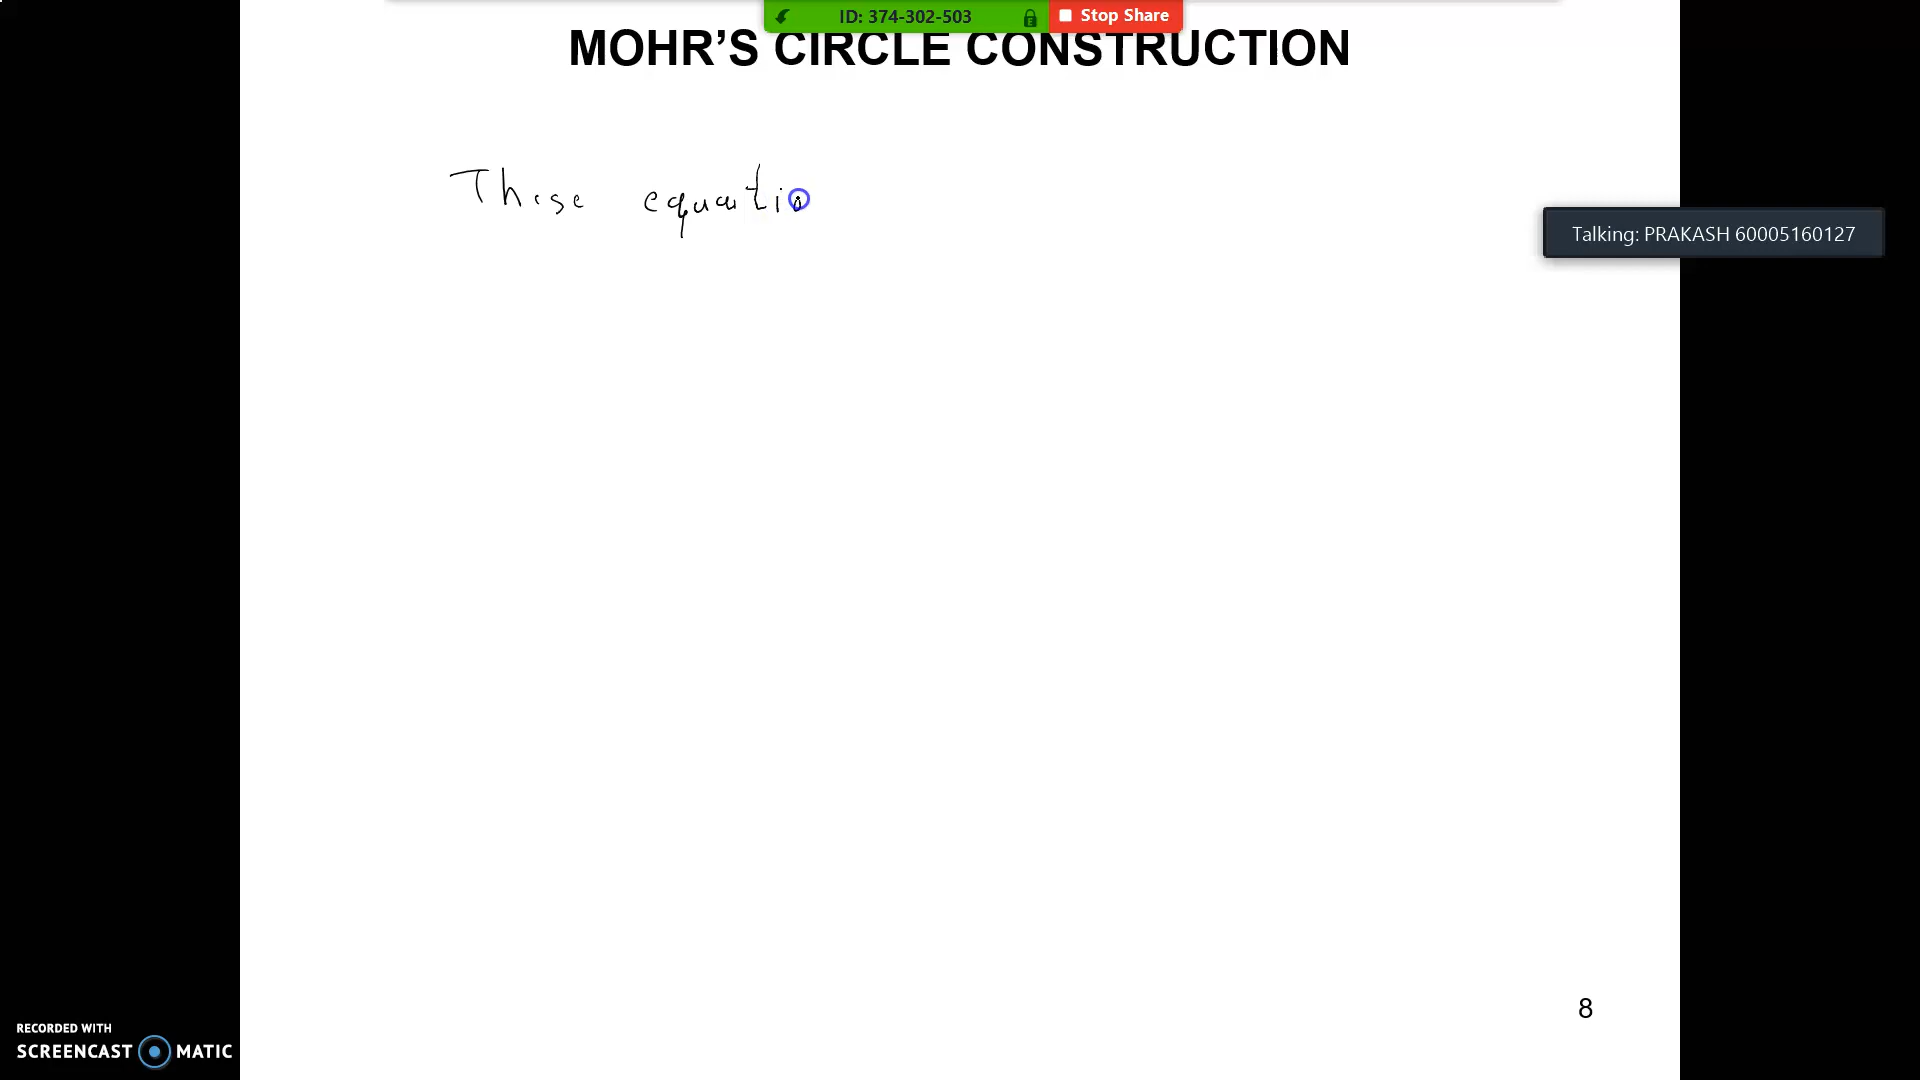 ID: 374-302-503 Stop Share
MOHR'S CIRCLE CONSTRUCTION
These equatio
Talking: PRAKASH 60005160127
8
RECORDED WITH
SCREENCAST MATIC